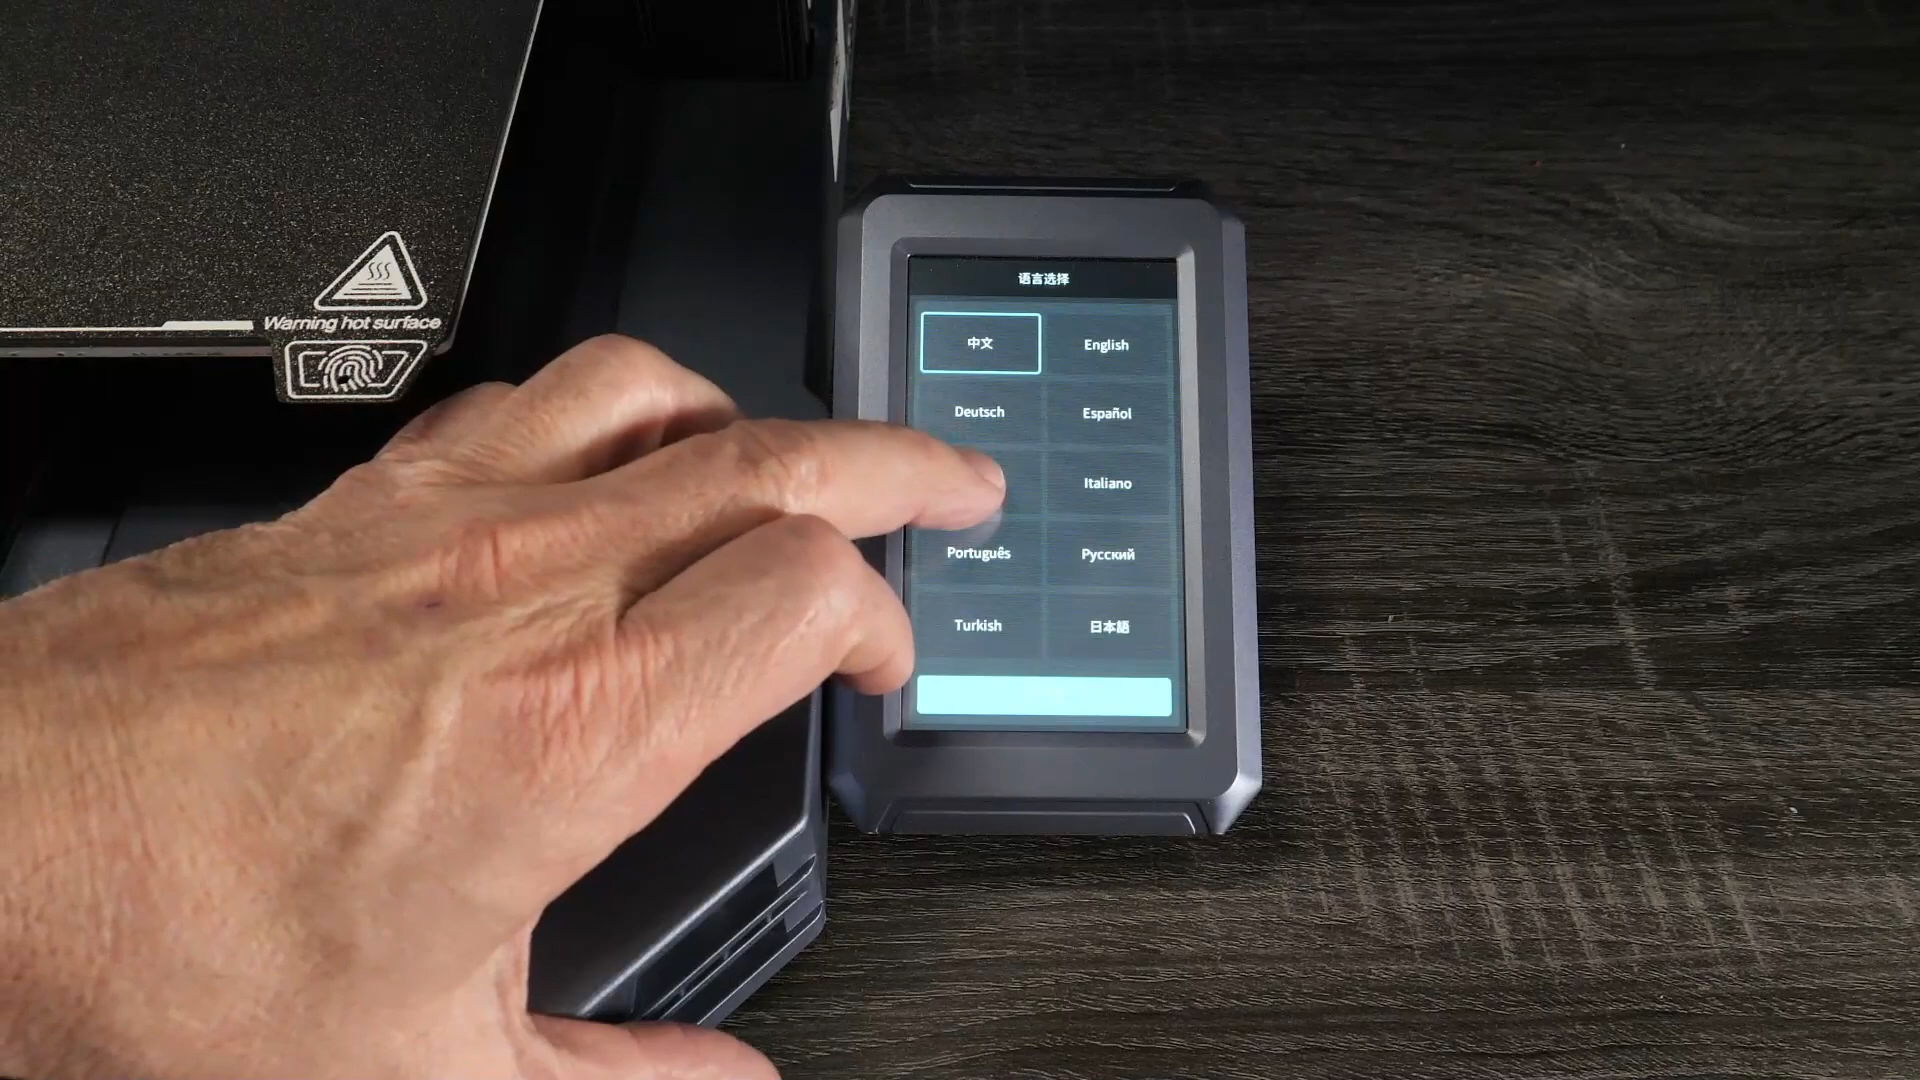 语言选择
中文
English
Deutsch
Español
Italiano
Português
Русский
Turkish
日本語
Warning hot surface